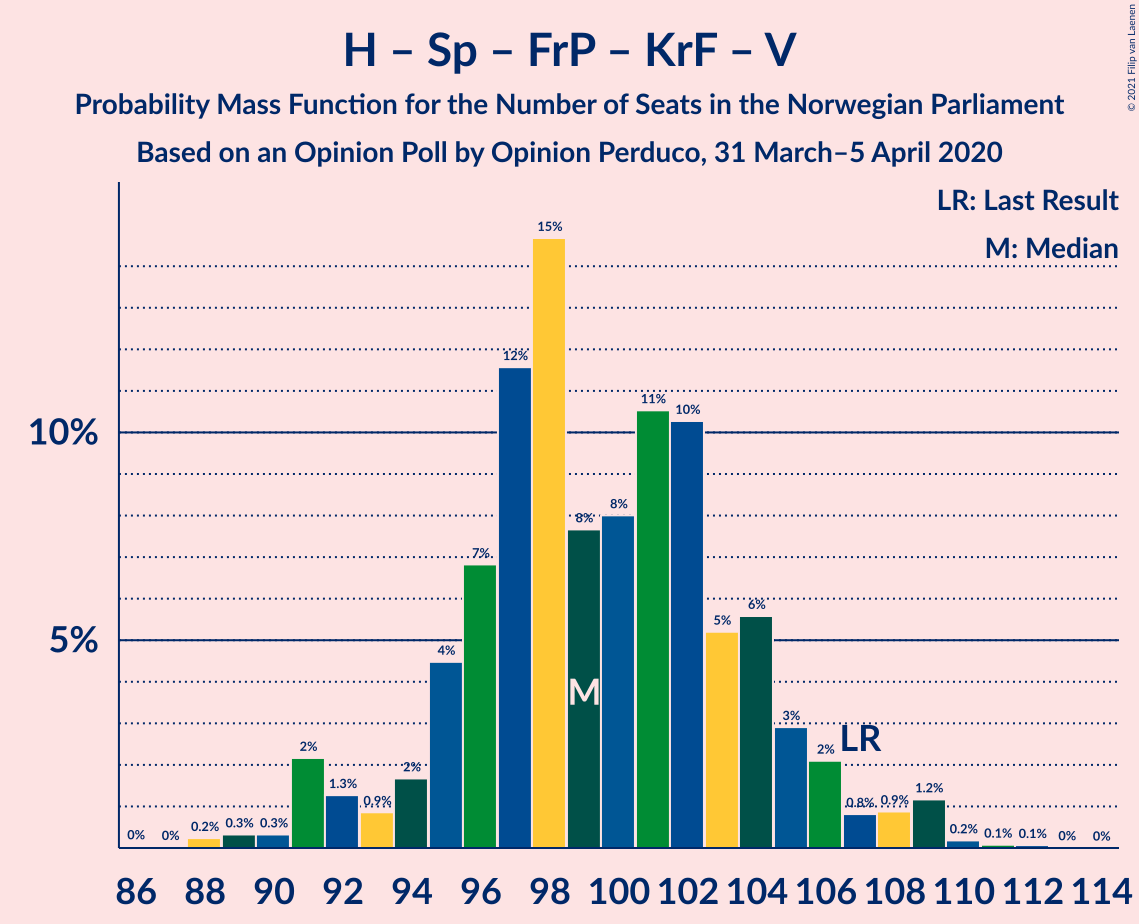 H – Sp – FrP – KrF – V
Probability Mass Function for the Number of Seats in the Norwegian Parliament
Based on an Opinion Poll by Opinion Perduco, 31 March–5 April 2020
© 2021 Filip van Laenen
LR: Last Result
M: Median
10%
5%
0% 0% 0.2% 0.3% 0.3% 2% 1.3% 0.9% 2% 4% 7% 12% 15% 8% 8% 11% 10% 5% 6% 3% 2% 0.8% 0.9% 1.2% 0.2% 0.1% 0.1% 0% 0%
M
LR
86 88 90 92 94 96 98 100 102 104 106 108 110 112 114